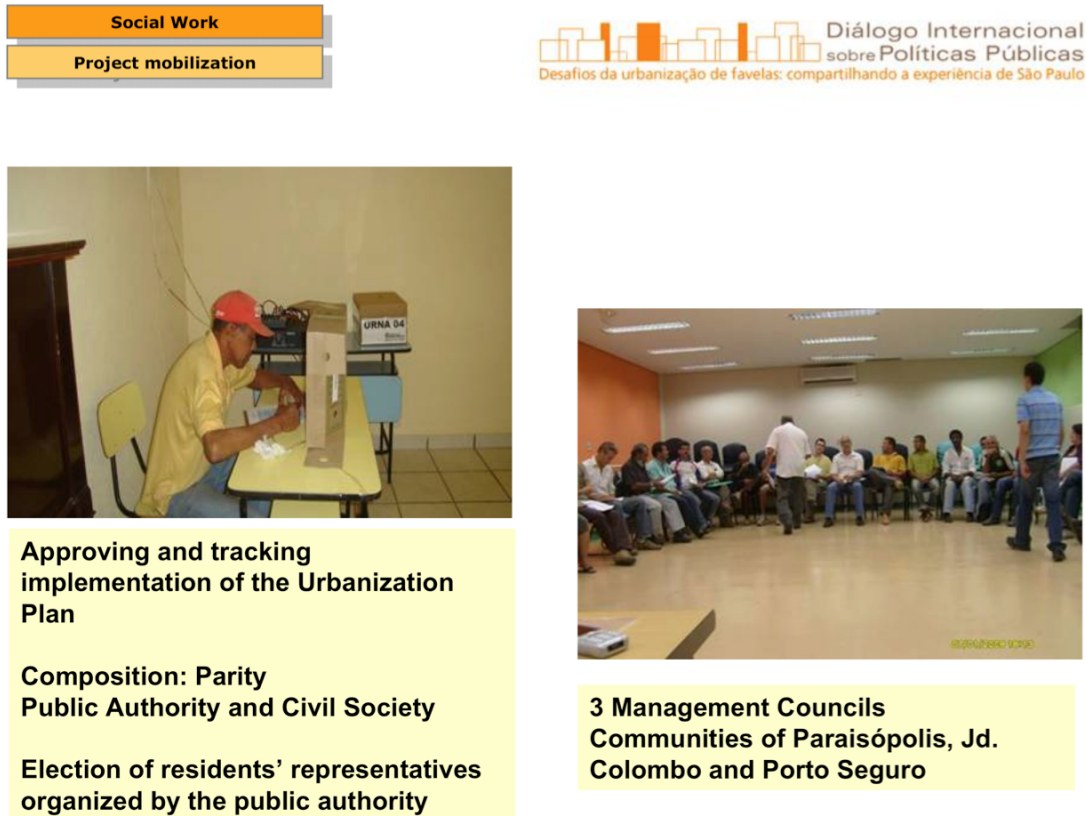 Social Work
Project mobilization
Diálogo Internacional
sobre Políticas Públicas
Desafios da urbanização de favelas: compartilhando a experiência de São Paulo
URNA 04
Approving and tracking
implementation of the Urbanization
Plan
Composition: Parity
Public Authority and Civil Society
Election of residents’ representatives
organized by the public authority
3 Management Councils
Communities of Paraisópolis, Jd.
Colombo and Porto Seguro